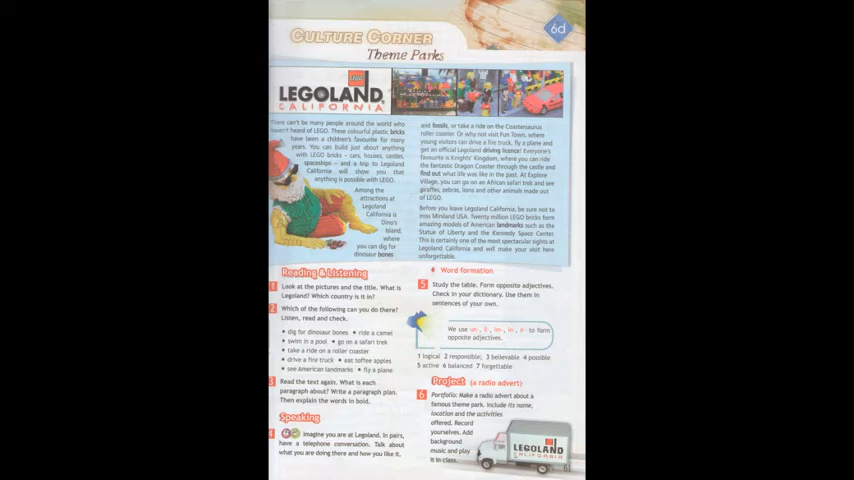 6d
CULTURE CORNER
Theme Parks
LEGO
LEGOLAND
CALIFORNIA
There can't be many people around the world who
haven't heard of LEGO. These colourful plastic bricks
have been a children's favourite for many
years. You can build just about anything
with LEGO bricks – cars, houses, castles,
spaceships – and a trip to Legoland
California will show you that
anything is possible with LEGO.
Among the
attractions at
Legoland
California is
Dino's
Island,
where
you can dig for
dinosaur bones
and fossils, or take a ride on the Coastersaurus
roller coaster. Or why not visit Fun Town, where
young visitors can drive a fire truck, fly a plane and
get an official Legoland driving licence! Everyone's
favourite is Knights' Kingdom, where you can ride
the fantastic Dragon Coaster through the castle and
find out what life was like in the past. At Explore
Village, you can go on an African safari trek and see
giraffes, zebras, lions and other animals made out
of LEGO.
Before you leave Legoland California, be sure not to
miss Miniland USA. Twenty million LEGO bricks form
amazing models of American landmarks such as the
Statue of Liberty and the Kennedy Space Center.
This is certainly one of the most spectacular sights at
Legoland California and will make your visit here
unforgettable.
Reading & Listening
1 Look at the pictures and the title. What is
Legoland? Which country is it in?
2 Which of the following can you do there?
Listen, read and check.
• dig for dinosaur bones • ride a camel
• swim in a pool • go on a safari trek
• take a ride on a roller coaster
• drive a fire truck • eat toffee apples
• see American landmarks • fly a plane
3 Read the text again. What is each
paragraph about? Write a paragraph plan.
Then explain the words in bold.
Speaking
4 Imagine you are at Legoland. In pairs,
have a telephone conversation. Talk about
what you are doing there and how you like it.
Word formation
5 Study the table. Form opposite adjectives.
Check in your dictionary. Use them in
sentences of your own.
We use un-, il-, im-, in-, ir- to form
opposite adjectives.
1 logical 2 responsible; 3 believable 4 possible
5 active 6 balanced 7 forgettable
Project (a radio advert)
6 Portfolio: Make a radio advert about a
famous theme park. Include its name,
location and the activities
offered. Record
yourselves. Add
background
music and play
it in class.
LEGOLAND
CALIFORNIA